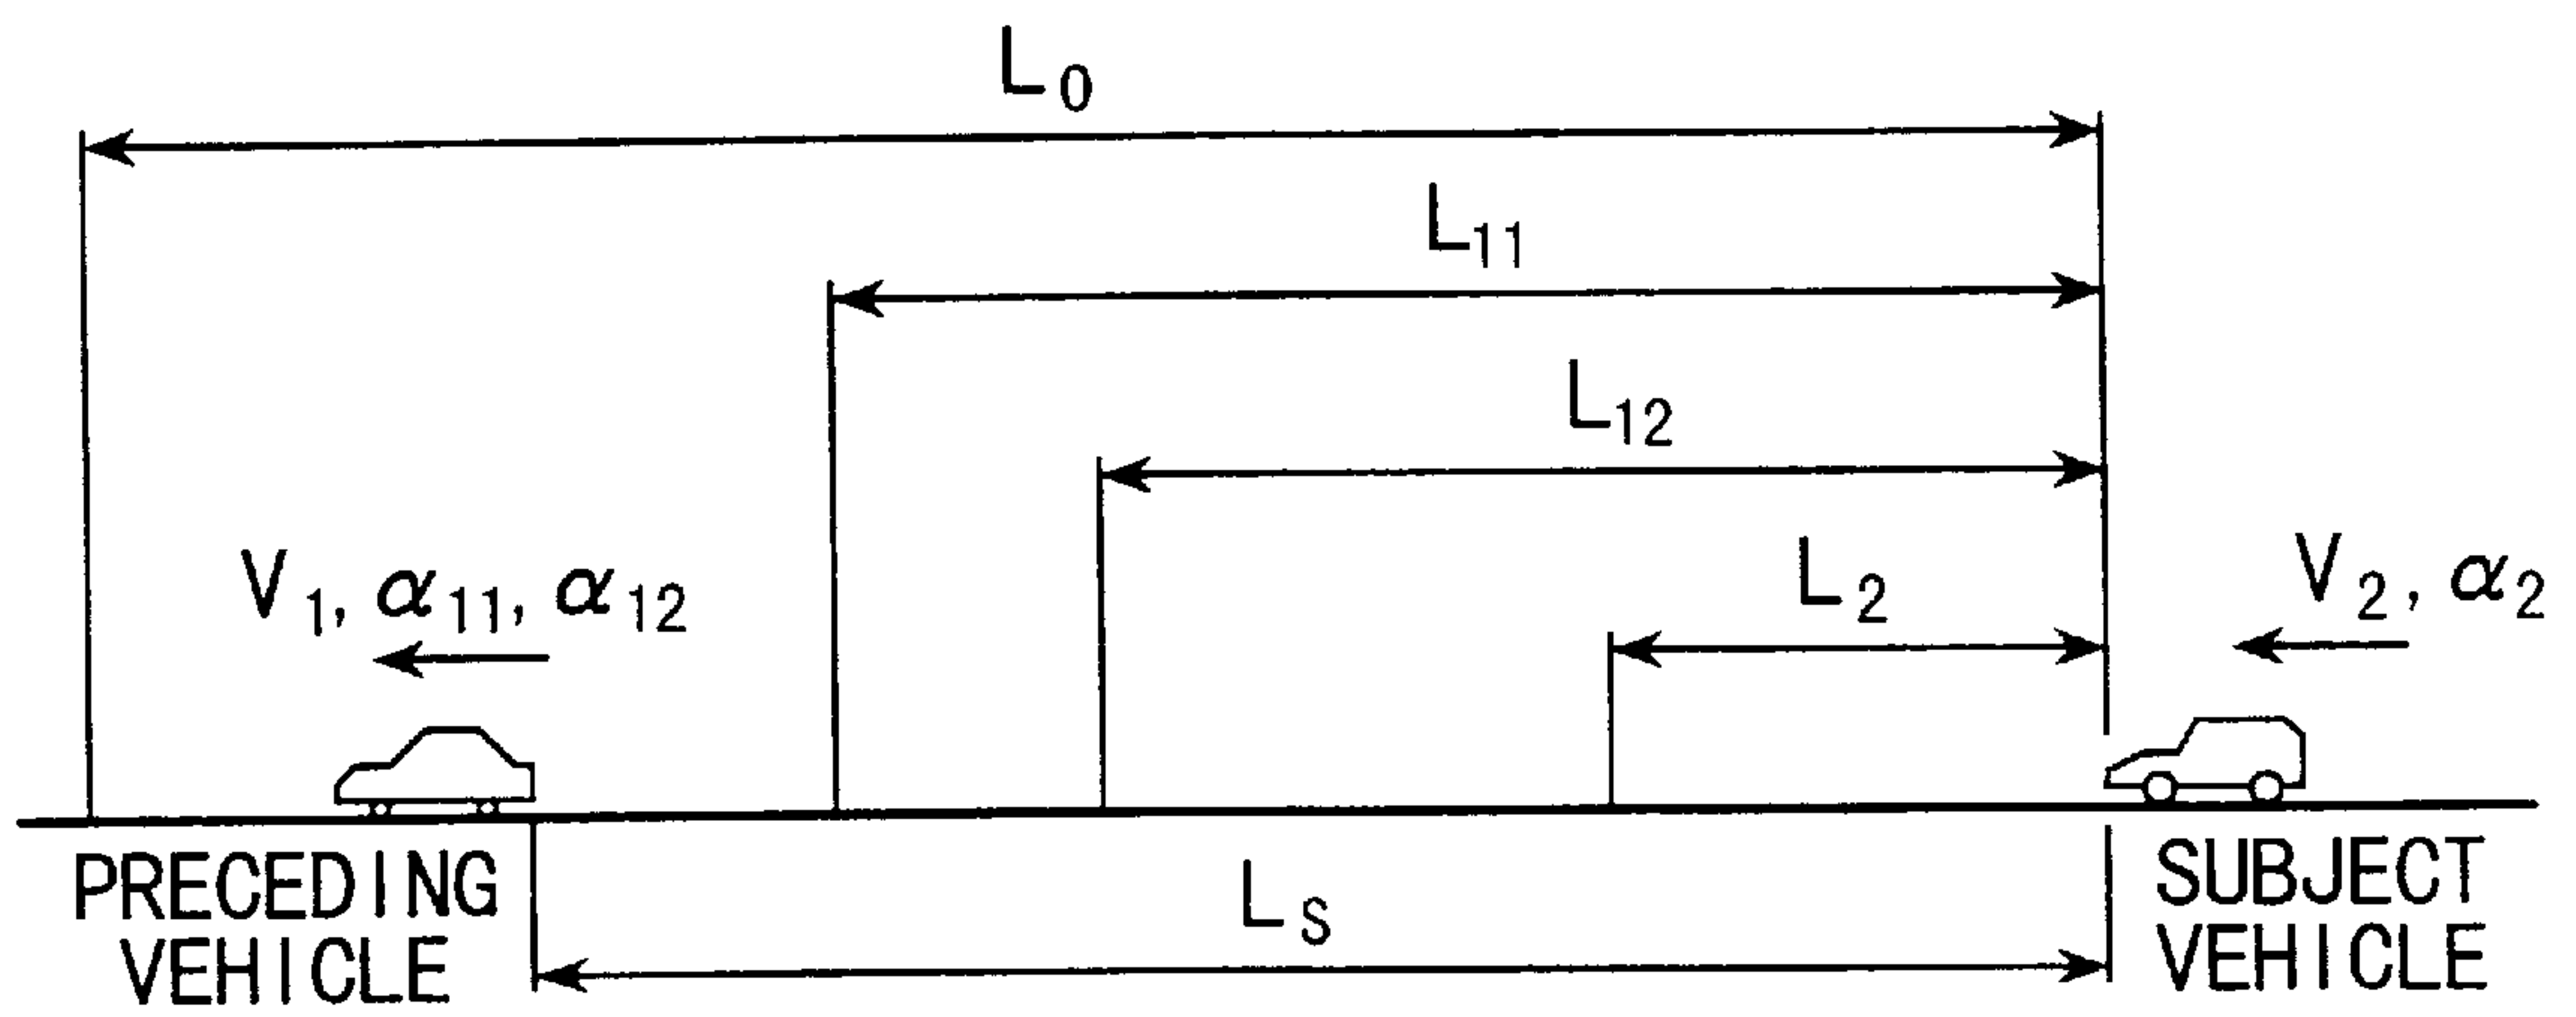 L0
L11
L12
V1, α11, α12
L2
V2, α2
PRECEDING VEHICLE
LS
SUBJECT VEHICLE